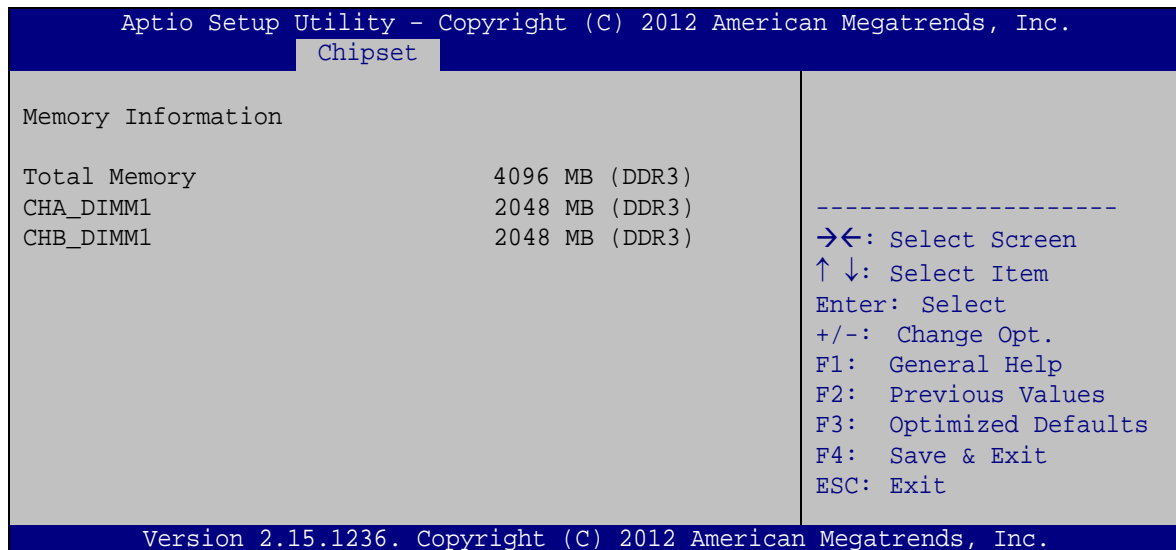 Aptio Setup Utility – Copyright (C) 2012 American Megatrends, Inc.
Chipset
Memory Information
Total Memory 4096 MB (DDR3)
CHA_DIMM1 2048 MB (DDR3)
CHB_DIMM1 2048 MB (DDR3)
---------------------
→←: Select Screen
↑ ↓: Select Item
Enter: Select
+/-: Change Opt.
F1: General Help
F2: Previous Values
F3: Optimized Defaults
F4: Save & Exit
ESC: Exit
Version 2.15.1236. Copyright (C) 2012 American Megatrends, Inc.